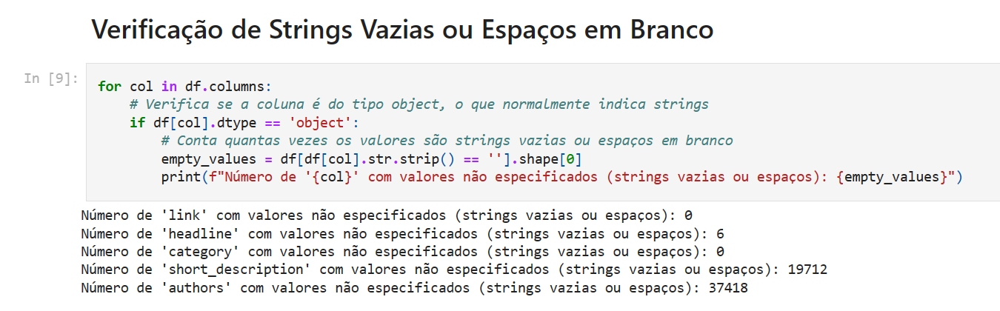 Verificação de Strings Vazias ou Espaços em Branco
In [9]:
for col in df.columns:
    # Verifica se a coluna é do tipo object, o que normalmente indica strings
    if df[col].dtype == 'object':
        # Conta quantas vezes os valores são strings vazias ou espaços em branco
        empty_values = df[df[col].str.strip() == ''].shape[0]
        print(f"Número de '{col}' com valores não especificados (strings vazias ou espaços): {empty_values}")
Número de 'link' com valores não especificados (strings vazias ou espaços): 0
Número de 'headline' com valores não especificados (strings vazias ou espaços): 6
Número de 'category' com valores não especificados (strings vazias ou espaços): 0
Número de 'short_description' com valores não especificados (strings vazias ou espaços): 19712
Número de 'authors' com valores não especificados (strings vazias ou espaços): 37418